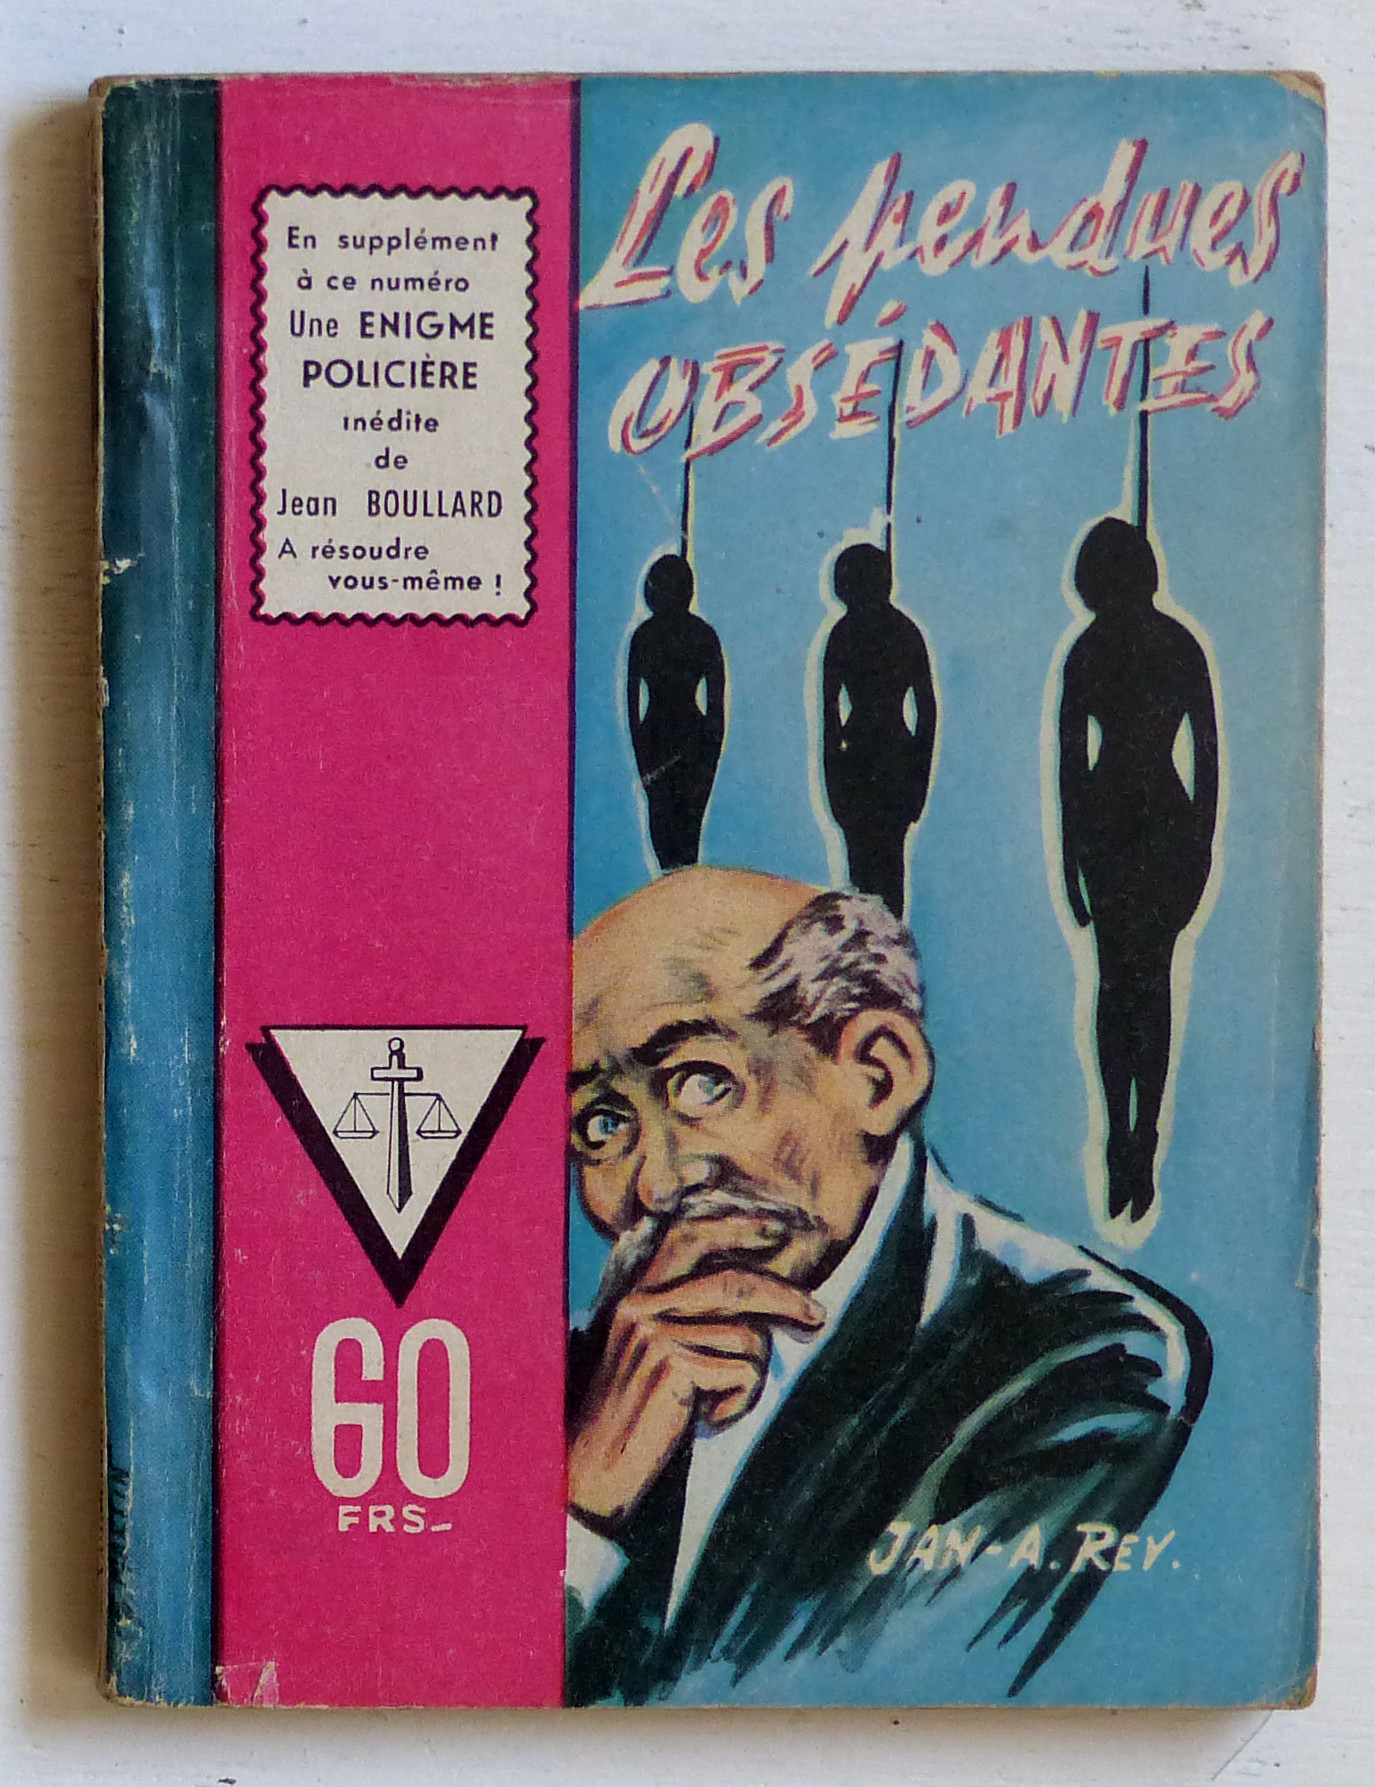 En supplément
à ce numéro
Une ENIGME
POLICIÈRE
inédite
de
Jean BOULLARD
A résoudre
vous-même !
60
FRS_
Les pendues
OBSÉDANTES
JAN-A. REY.